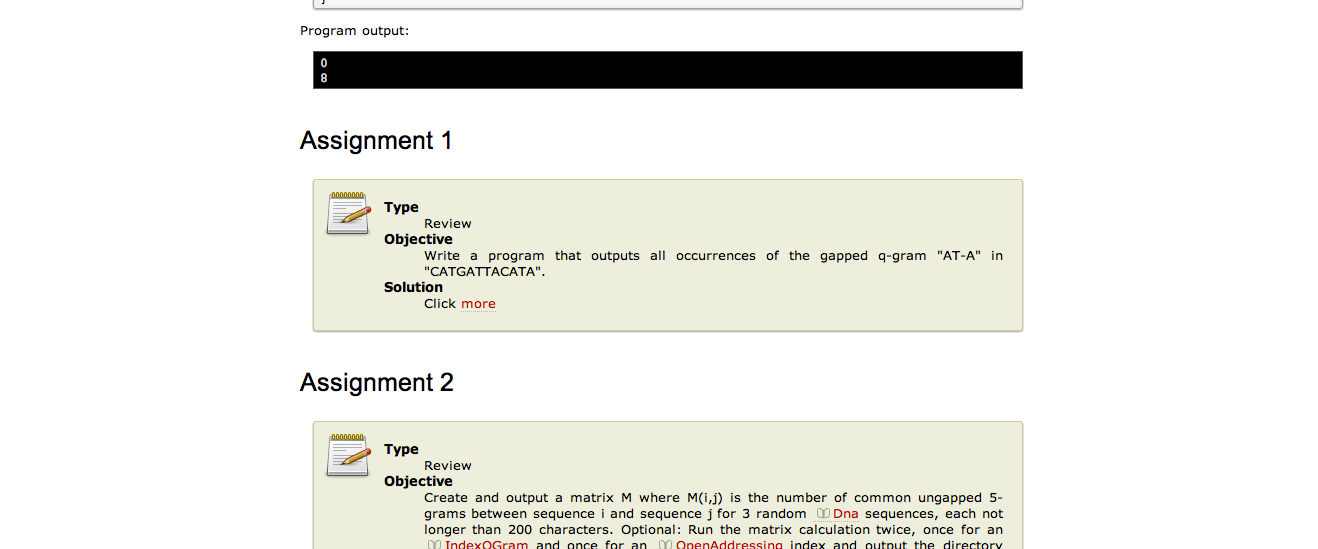 Program output:
0
8
Assignment 1
Type
Review
Objective
Write a program that outputs all occurrences of the gapped q-gram "AT-A" in
"CATGATTACATA".
Solution
Click more
Assignment 2
Type
Review
Objective
Create and output a matrix M where M(i,j) is the number of common ungapped 5-
grams between sequence i and sequence j for 3 random Dna sequences, each not
longer than 200 characters. Optional: Run the matrix calculation twice, once for an
IndexQGram and once for an OpenAddressing index and output the directory